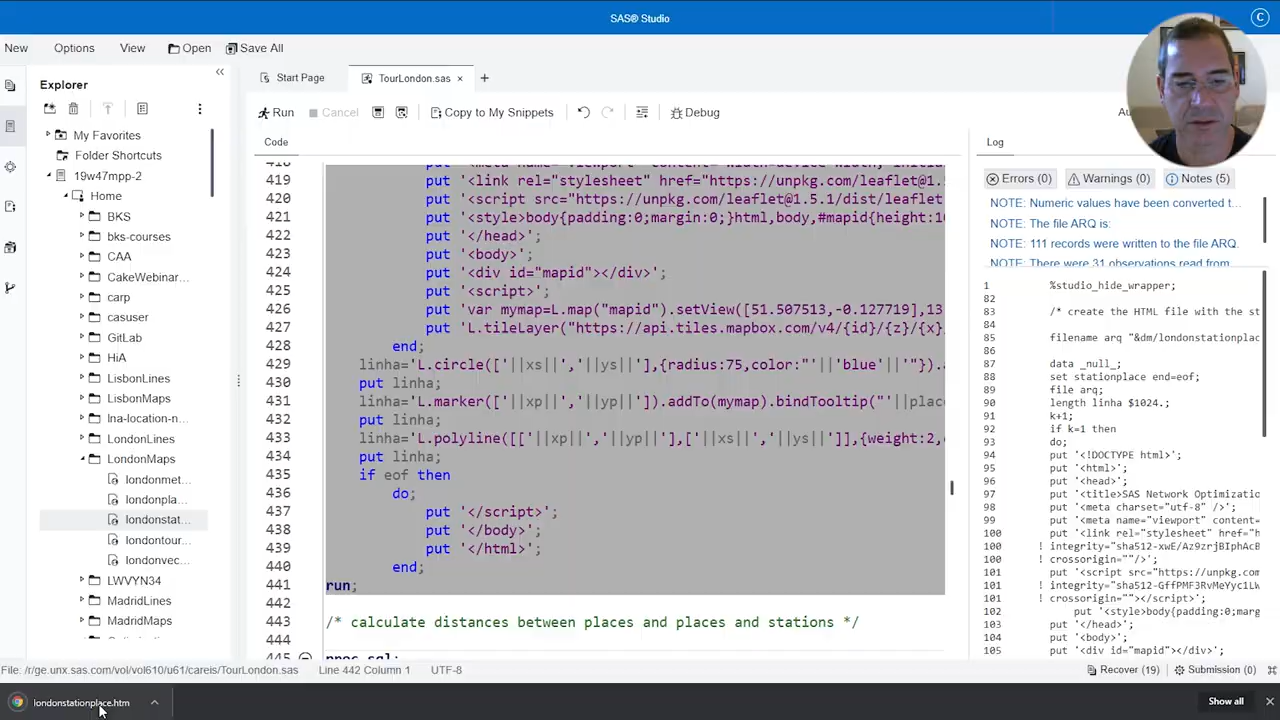 SAS® Studio
C
New Options View Open Save All
Explorer
Start Page
TourLondon.sas ×
Run Cancel Copy to My Snippets Debug
Code
Log
My Favorites
Folder Shortcuts
19w47mpp-2
Home
BKS
bks-courses
CAA
CakeWebinar...
carp
casuser
GitLab
HiA
LisbonLines
LisbonMaps
lna-location-n...
LondonLines
LondonMaps
londonmet...
londonpla...
londonstat...
londontour...
londonvec...
LWVYN34
MadridLines
MadridMaps
419 put '<link rel="stylesheet" href="https://unpkg.com/leaflet@1.
420 put '<script src="https://unpkg.com/leaflet@1.5.1/dist/leaf
421 put '<style>body{padding:0;margin:0;}html,body,#mapid{height:10
422 put '</head>';
423 put '<body>';
424 put '<div id="mapid"></div>';
425 put '<script>';
426 put 'var mymap=L.map("mapid").setView([51.507513,-0.127719],13
427 put 'L.tileLayer("https://api.tiles.mapbox.com/v4/{id}/{z}/{x}
428 end;
429 linha='L.circle(['||xs||','||ys||'],{radius:75,color:"'||'blue'||'"}).
430 put linha;
431 linha='L.marker(['||xp||','||yp||']).addTo(mymap).bindTooltip("'||plac
432 put linha;
433 linha='L.polyline([['||xp||','||yp||'],['||xs||','||ys||']],{weight:2,
434 put linha;
435 if eof then
436 do;
437 put '</script>';
438 put '</body>';
439 put '</html>';
440 end;
441 run;
442
443 /* calculate distances between places and places and stations */
444
445 proc sql;
Errors (0) Warnings (0) Notes (5)
NOTE: Numeric values have been converted t...
NOTE: The file ARQ is:
NOTE: 111 records were written to the file ARQ.
NOTE: There were 31 observations read from
1 %studio_hide_wrapper;
82
83 /* create the HTML file with the st
84
85 filename arq "&dm/londonstationplac
86
87 data _null_;
88 set stationplace end=eof;
89 file arq;
90 length linha $1024.;
91 k+1;
92 if k=1 then
93 do;
94 put '<!DOCTYPE html>';
95 put '<html>';
96 put '<head>';
97 put '<title>SAS Network Optimizatio
98 put '<meta charset="utf-8" />';
99 put '<meta name="viewport" content=
100 put '<link rel="stylesheet" href="h
100 ! integrity="sha512-xwE/Az9zrjBIphAcB
100 ! crossorigin=""/>';
101 put '<script src="https://unpkg.com
101 ! integrity="sha512-GffPMF3RvMeYyc1LW
101 ! crossorigin=""></script>';
102 put '<style>body{padding:0;marg
103 put '</head>';
104 put '<body>';
105 put '<div id="mapid"></div>';
File: /r/ge.unx.sas.com/vol/vol610/u61/careis/TourLondon.sas Line 442 Column 1 UTF-8
Recover (19) Submission (0)
londonstationplace.htm
Show all